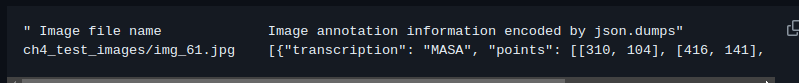 " Image file name             Image annotation information encoded by json.dumps"
ch4_test_images/img_61.jpg    [{"transcription": "MASA", "points": [[310, 104], [416, 141],